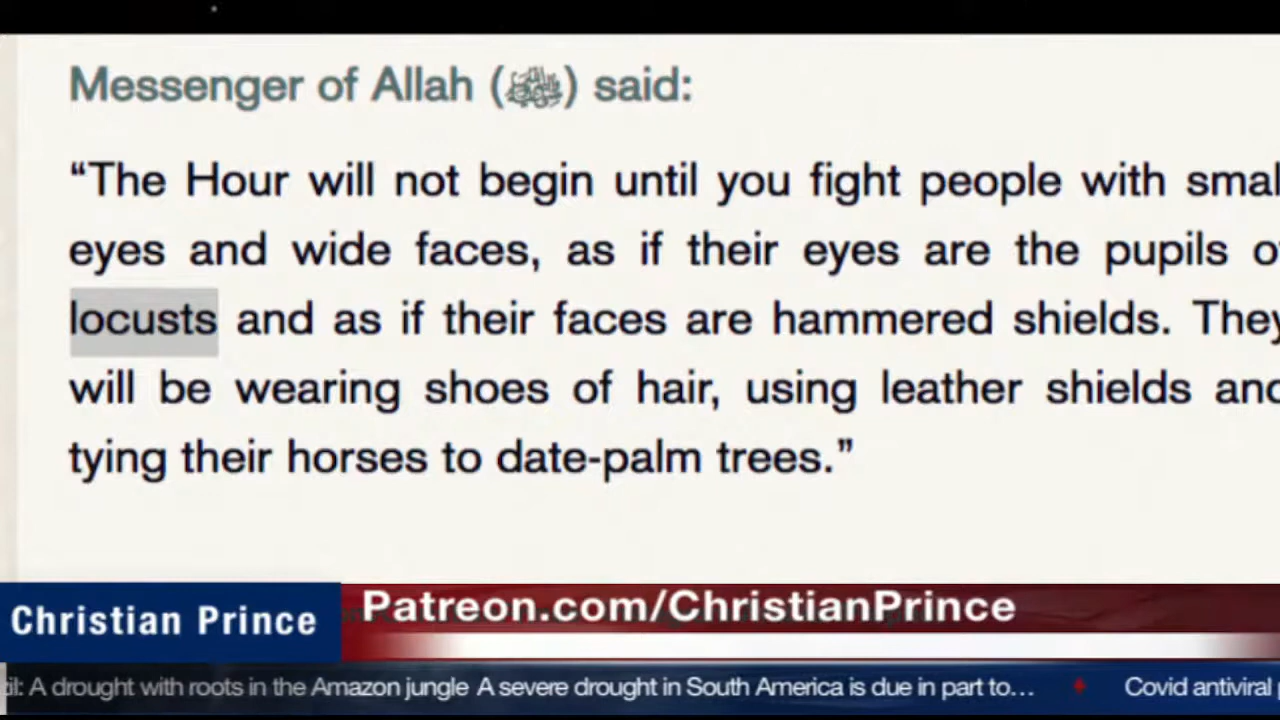 Messenger of Allah (ﷺ) said:
“The Hour will not begin until you fight people with smal
eyes and wide faces, as if their eyes are the pupils o
locusts and as if their faces are hammered shields. They
will be wearing shoes of hair, using leather shields and
tying their horses to date-palm trees.”
Christian Prince
Patreon.com/ChristianPrince
il: A drought with roots in the Amazon jungle A severe drought in South America is due in part to... Covid antiviral